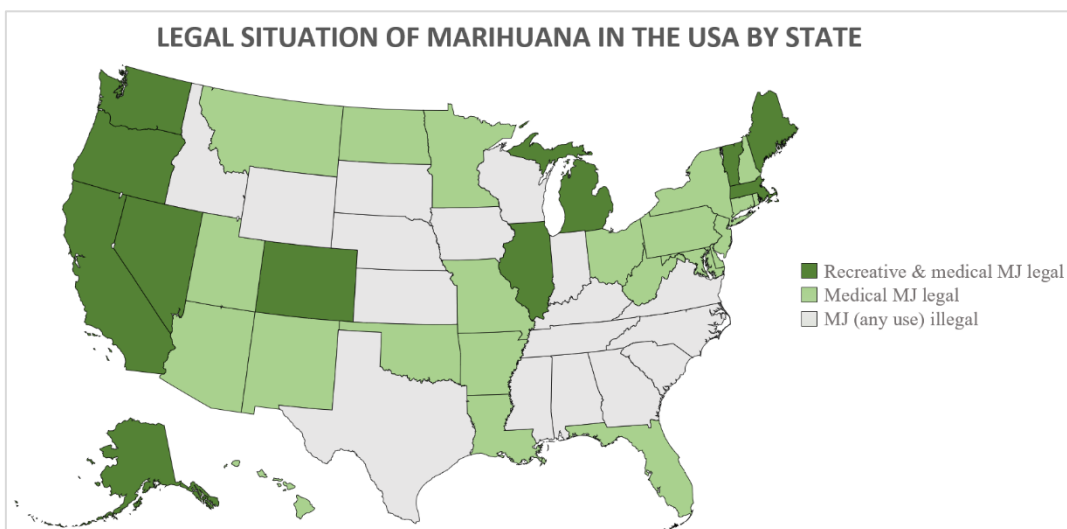 LEGAL SITUATION OF MARIHUANA IN THE USA BY STATE
Recreative & medical MJ legal
Medical MJ legal
MJ (any use) illegal